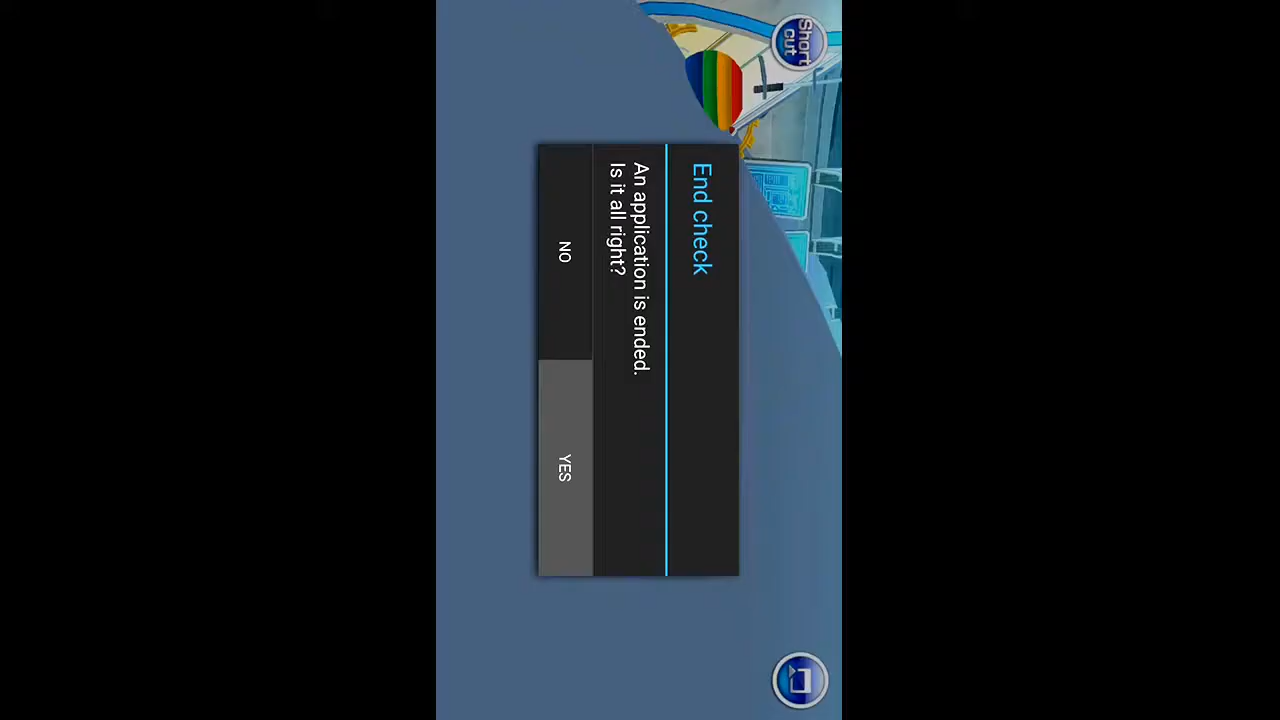 Short
cut
End check
An application is ended.
Is it all right?
NO
YES